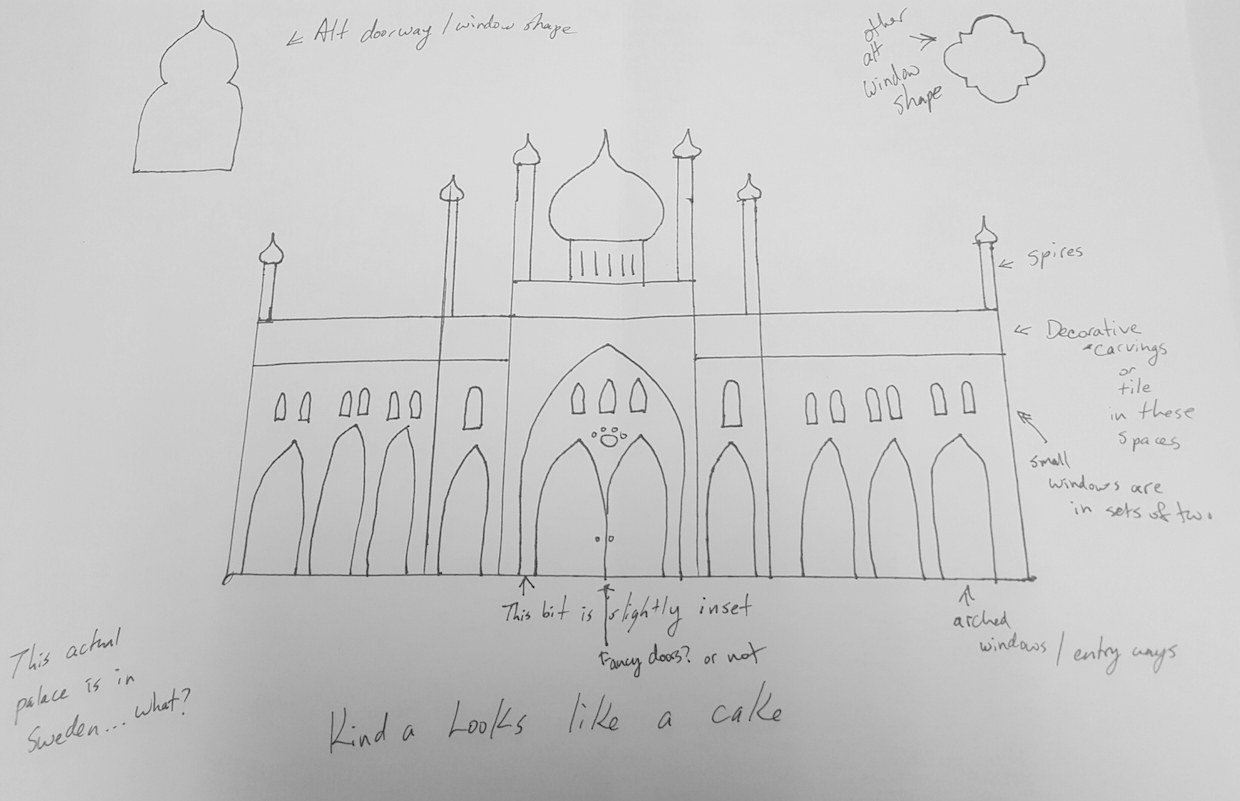 Alt doorway / window shape
other
alt
window
shape
spires
Decorative
carvings
or
tile
in these
spaces
small
windows are
in sets of two.
This bit is slightly inset
Fancy doors? or not
arched
windows / entry ways
This actual
palace is in
Sweden... what?
Kind a Looks like a cake